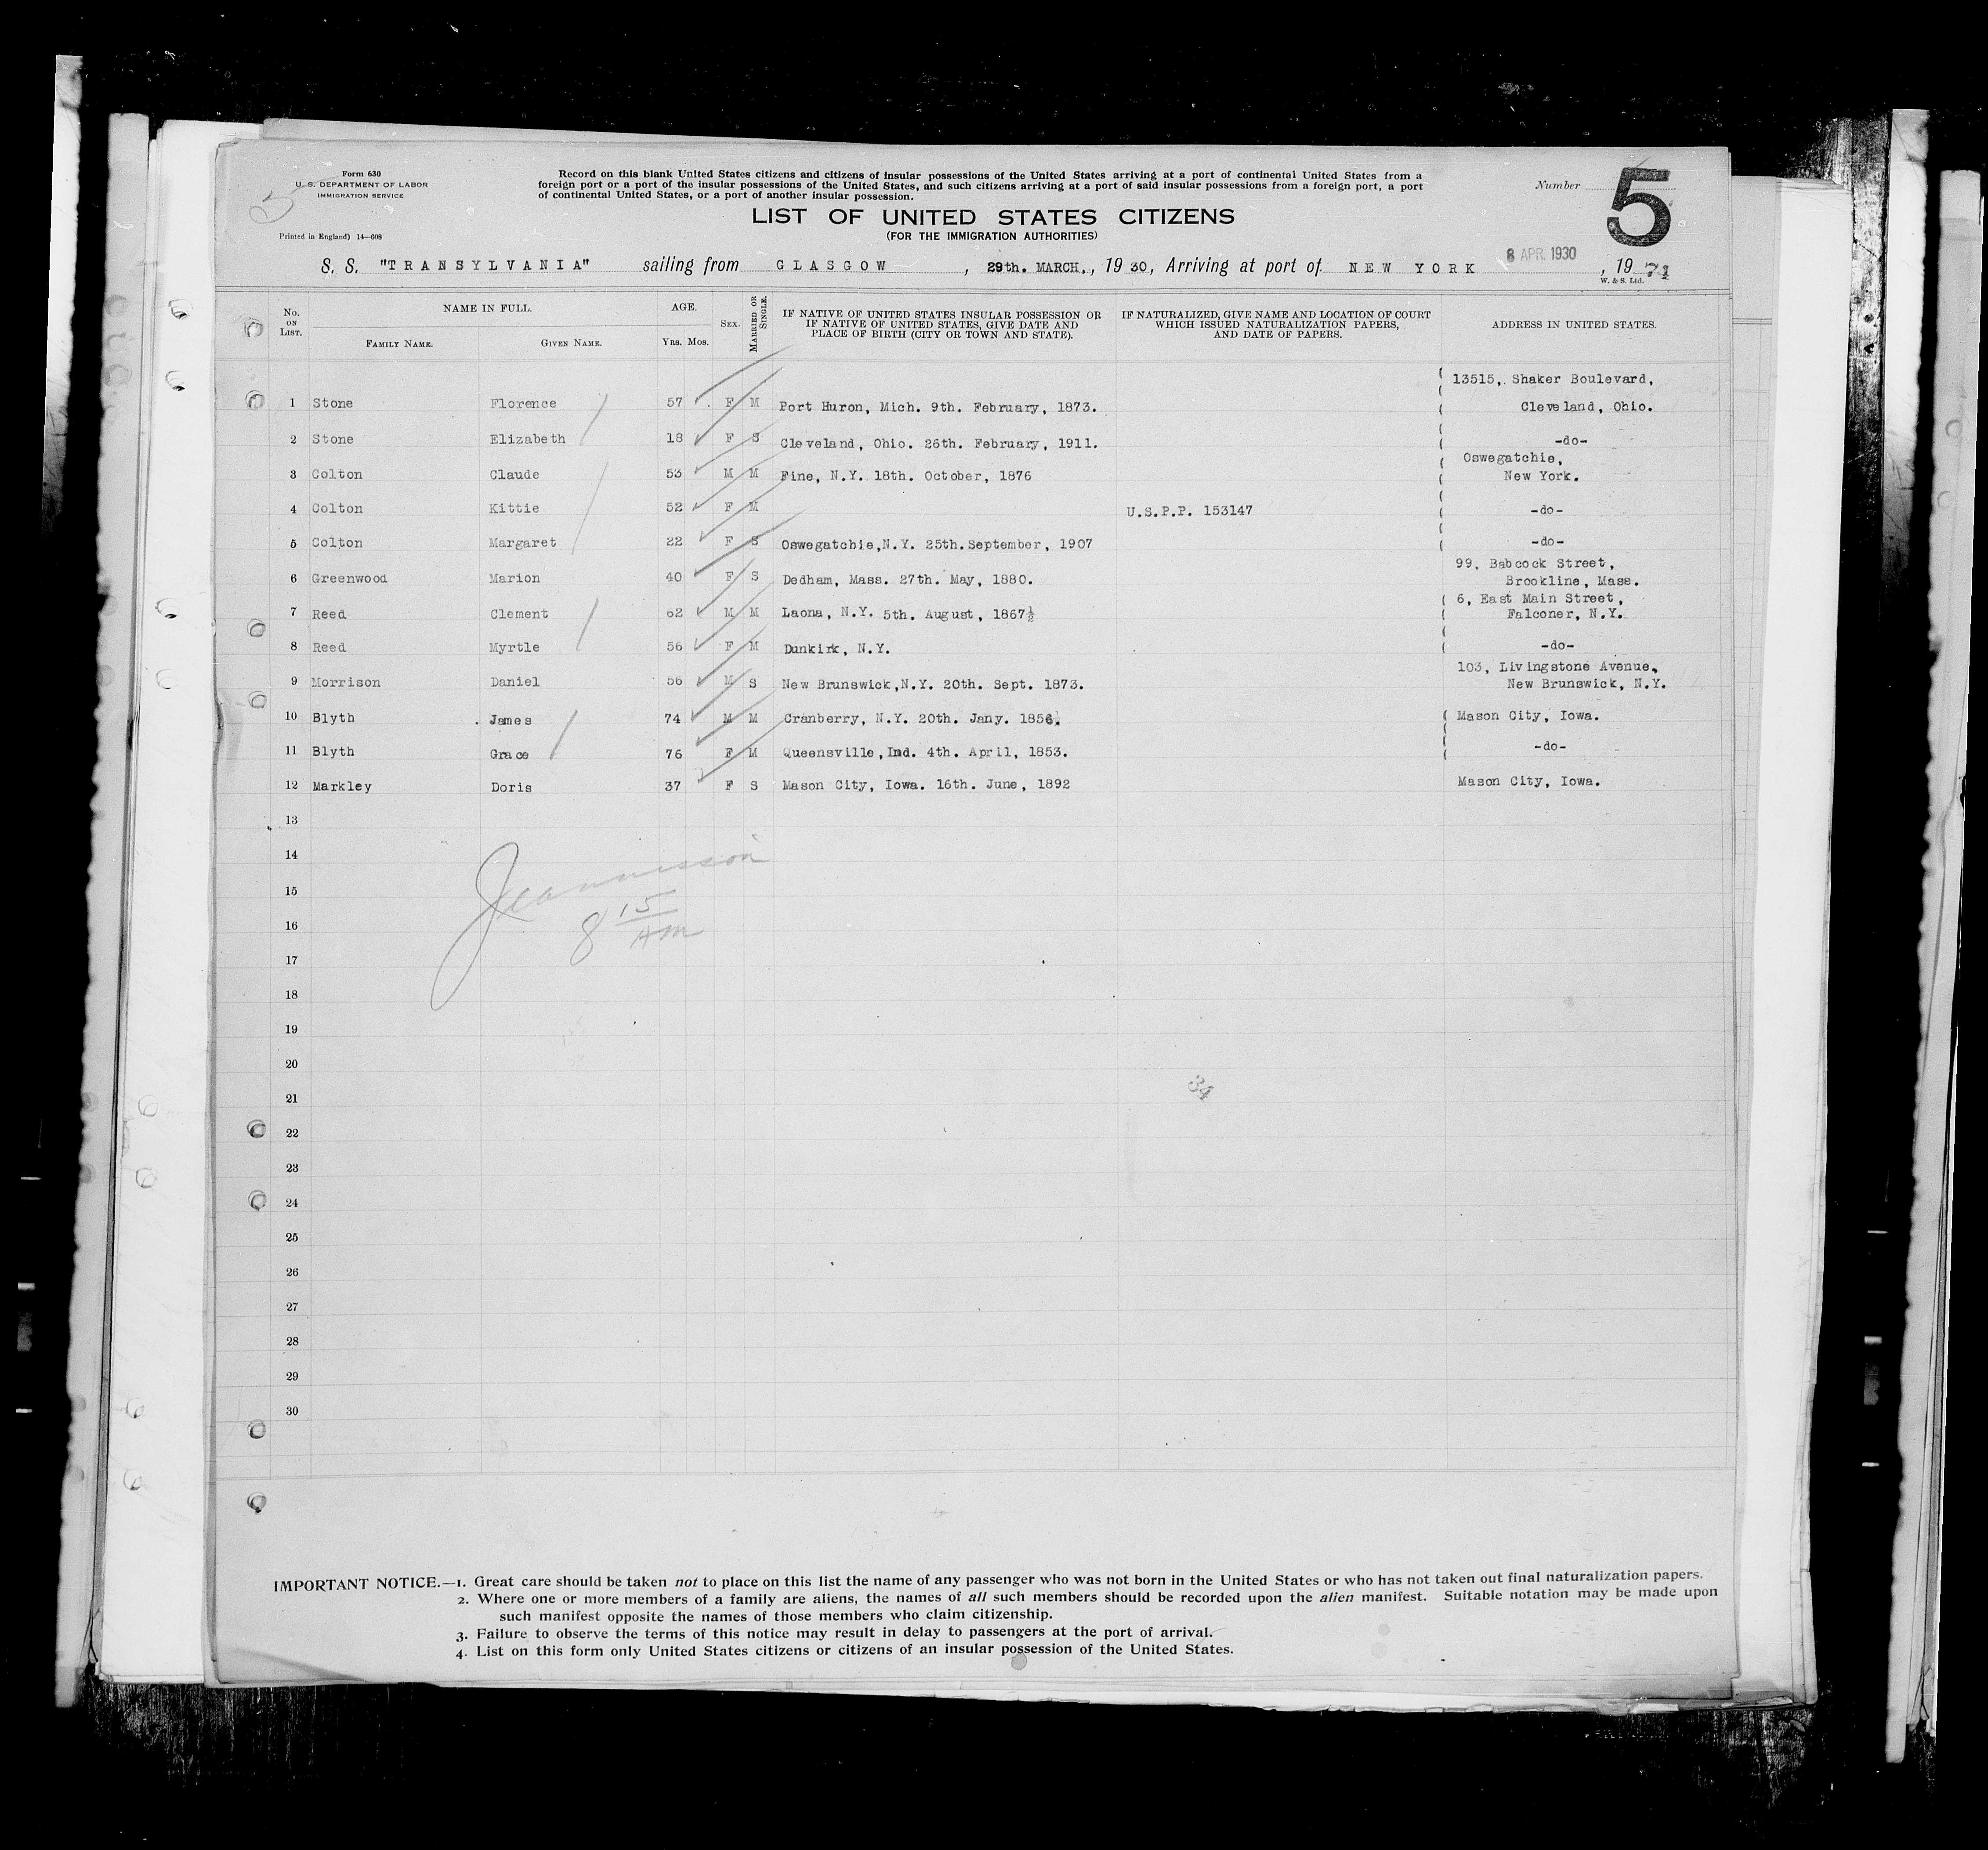 Form 630
U. S. DEPARTMENT OF LABOR
IMMIGRATION SERVICE
Printed in England) 14—608
Record on this blank United States citizens and citizens of insular possessions of the United States arriving at a port of continental United States from a
foreign port or a port of the insular possessions of the United States, and such citizens arriving at a port of said insular possessions from a foreign port, a port
of continental United States, or a port of another insular possession.
Number 5
LIST OF UNITED STATES CITIZENS
(FOR THE IMMIGRATION AUTHORITIES)
S. S. "TRANSYLVANIA" sailing from GLASGOW, 29th. MARCH., 19 30, Arriving at port of NEW YORK 8 APR. 1930, 19
W. & S. Ltd.
No. ON LIST. NAME IN FULL. AGE. SEX. MARRIED OR SINGLE. IF NATIVE OF UNITED STATES INSULAR POSSESSION OR IF NATIVE OF UNITED STATES, GIVE DATE AND PLACE OF BIRTH (CITY OR TOWN AND STATE). IF NATURALIZED, GIVE NAME AND LOCATION OF COURT WHICH ISSUED NATURALIZATION PAPERS, AND DATE OF PAPERS. ADDRESS IN UNITED STATES.
FAMILY NAME. GIVEN NAME. YRS. MOS.
1 Stone Florence 57 F M Port Huron, Mich. 9th. February, 1873. 13515, Shaker Boulevard,
Cleveland, Ohio.
2 Stone Elizabeth 18 F S Cleveland, Ohio. 26th. February, 1911. -do-
3 Colton Claude 53 M M Fine, N.Y. 18th. October, 1876 Oswegatchie,
New York.
4 Colton Kittie 52 F M U.S.P.P. 153147 -do-
5 Colton Margaret 22 F S Oswegatchie,N.Y. 25th.September, 1907 -do-
6 Greenwood Marion 40 F S Dedham, Mass. 27th. May, 1880. 99, Babcock Street,
Brookline, Mass.
7 Reed Clement 62 M M Laona, N.Y. 5th. August, 1867½ 6, East Main Street,
Falconer, N.Y.
8 Reed Myrtle 56 F M Dunkirk, N.Y. -do-
9 Morrison Daniel 56 M S New Brunswick,N.Y. 20th. Sept. 1873. 103, Livingstone Avenue,
New Brunswick, N.Y.
10 Blyth James 74 M M Cranberry, N.Y. 20th. Jany. 1856. Mason City, Iowa.
11 Blyth Grace 76 F M Queensville,Ind. 4th. April, 1853. -do-
12 Markley Doris 37 F S Mason City, Iowa. 16th. June, 1892 Mason City, Iowa.
13
14
15
8 15 AM
16
17
18
19
20
34
21
22
23
24
25
26
27
28
29
30
IMPORTANT NOTICE.—1. Great care should be taken not to place on this list the name of any passenger who was not born in the United States or who has not taken out final naturalization papers.
2. Where one or more members of a family are aliens, the names of all such members should be recorded upon the alien manifest. Suitable notation may be made upon
such manifest opposite the names of those members who claim citizenship.
3. Failure to observe the terms of this notice may result in delay to passengers at the port of arrival.
4. List on this form only United States citizens or citizens of an insular possession of the United States.